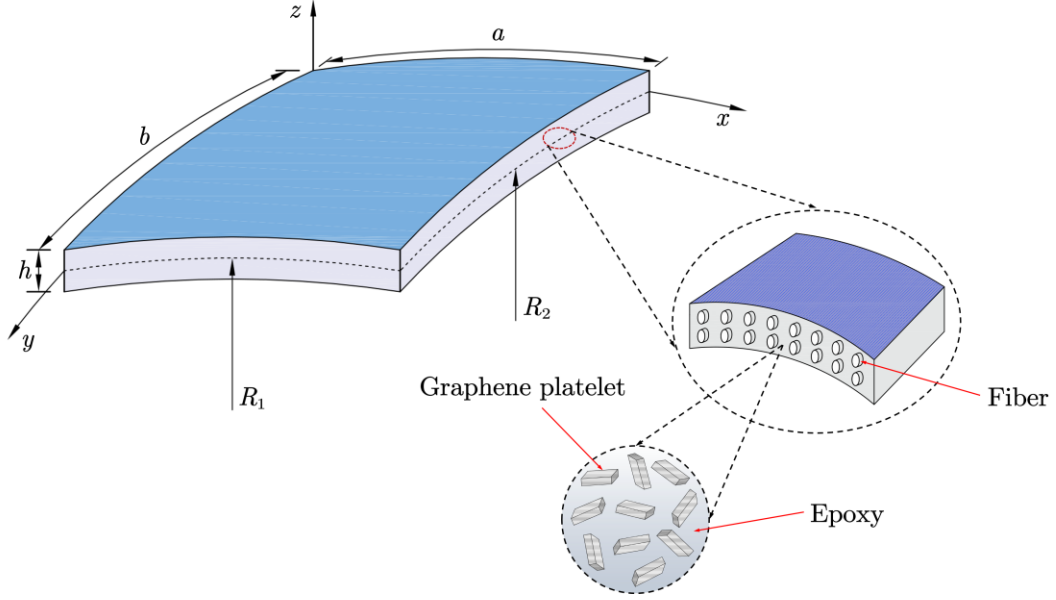 z
a
x
b
h
y
R₂
R₁
Graphene platelet
Fiber
Epoxy